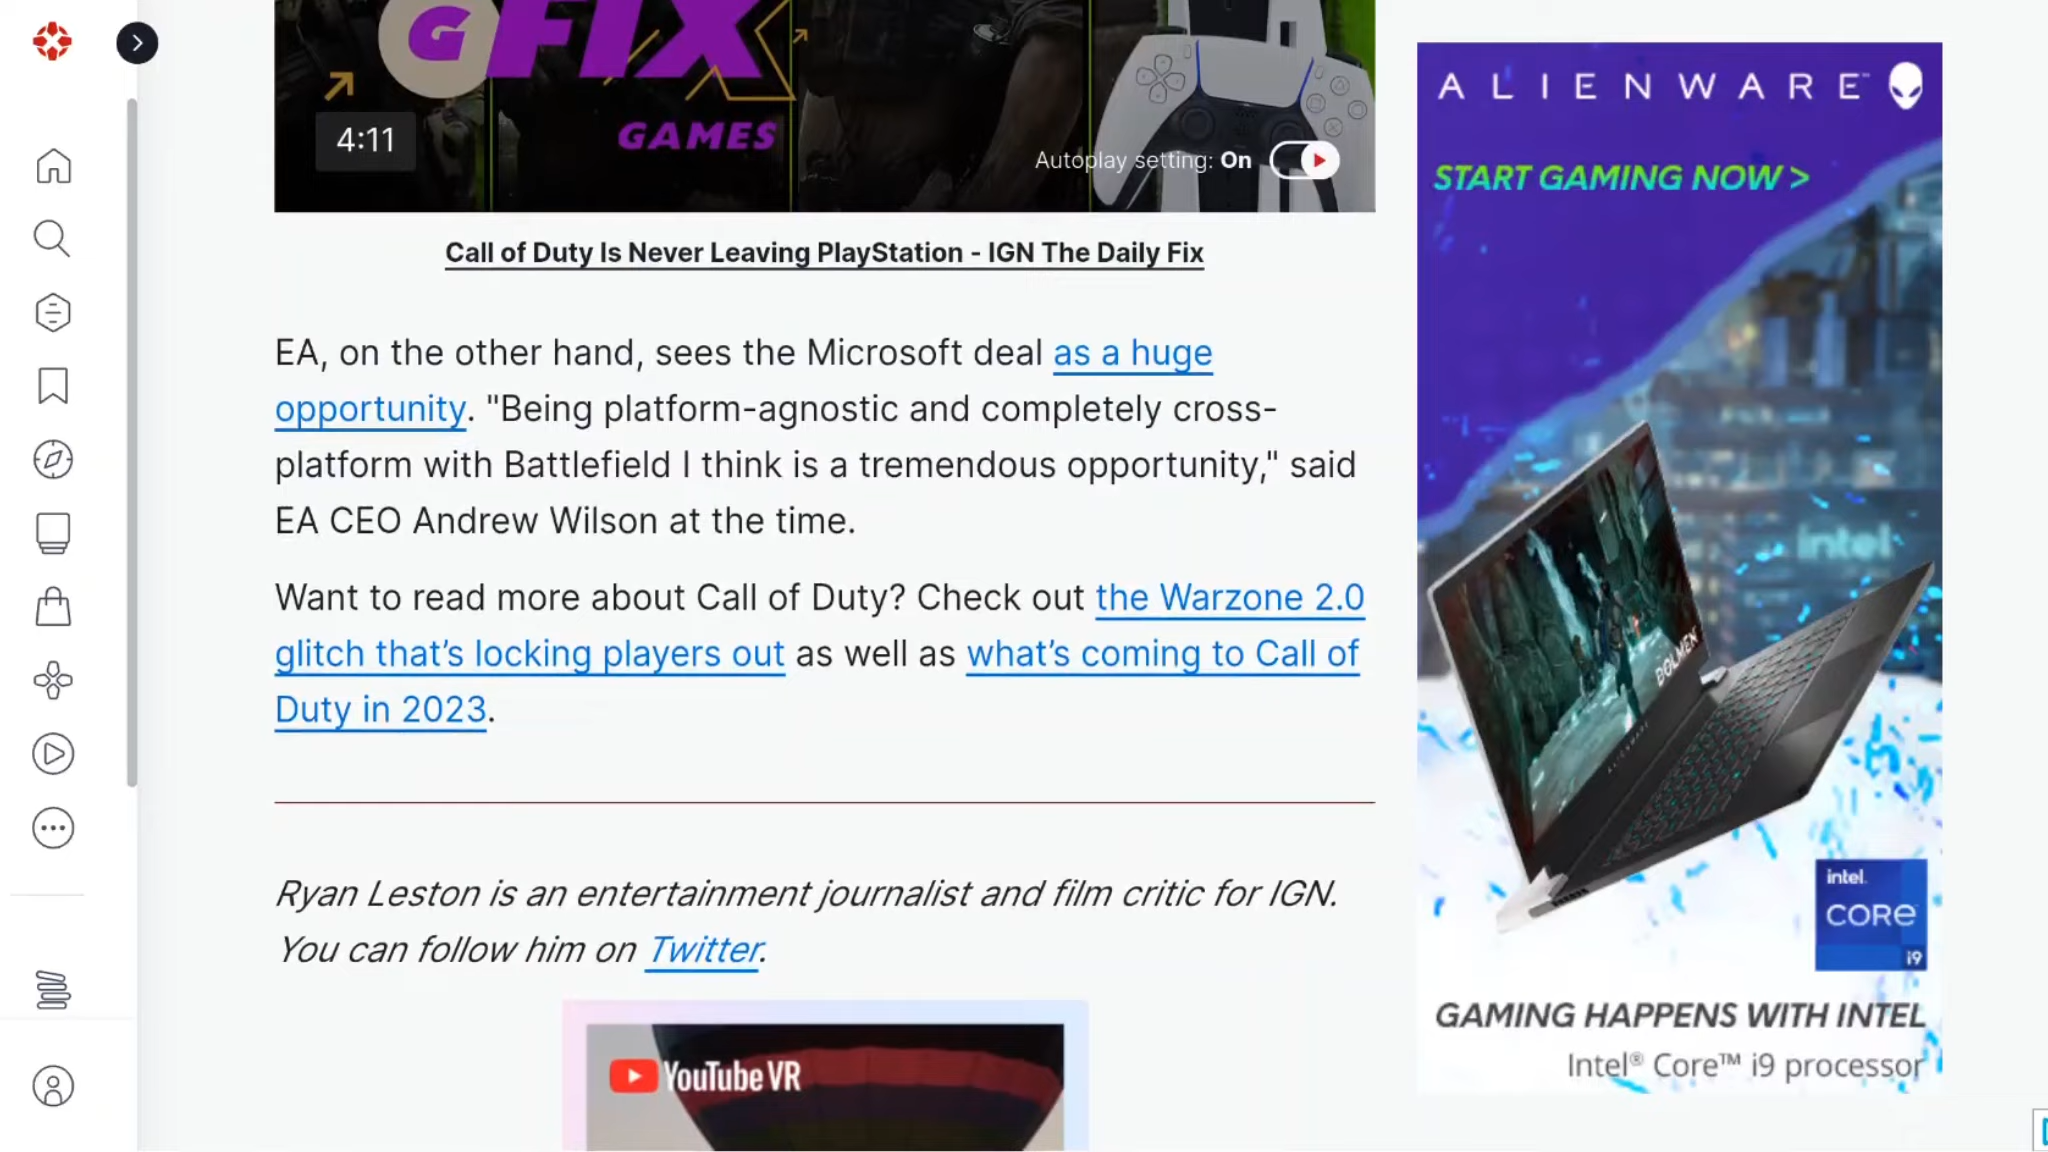 G FIX
GAMES
4:11
Autoplay setting: On
Call of Duty Is Never Leaving PlayStation - IGN The Daily Fix
EA, on the other hand, sees the Microsoft deal as a huge
opportunity. "Being platform-agnostic and completely cross-
platform with Battlefield I think is a tremendous opportunity," said
EA CEO Andrew Wilson at the time.
Want to read more about Call of Duty? Check out the Warzone 2.0
glitch that’s locking players out as well as what’s coming to Call of
Duty in 2023.
Ryan Leston is an entertainment journalist and film critic for IGN.
You can follow him on Twitter.
YouTube VR
ALIENWARE™
START GAMING NOW >
intel
DOLMEN
ALIENWARE
intel.
CORE
i9
GAMING HAPPENS WITH INTEL
Intel® Core™ i9 processor